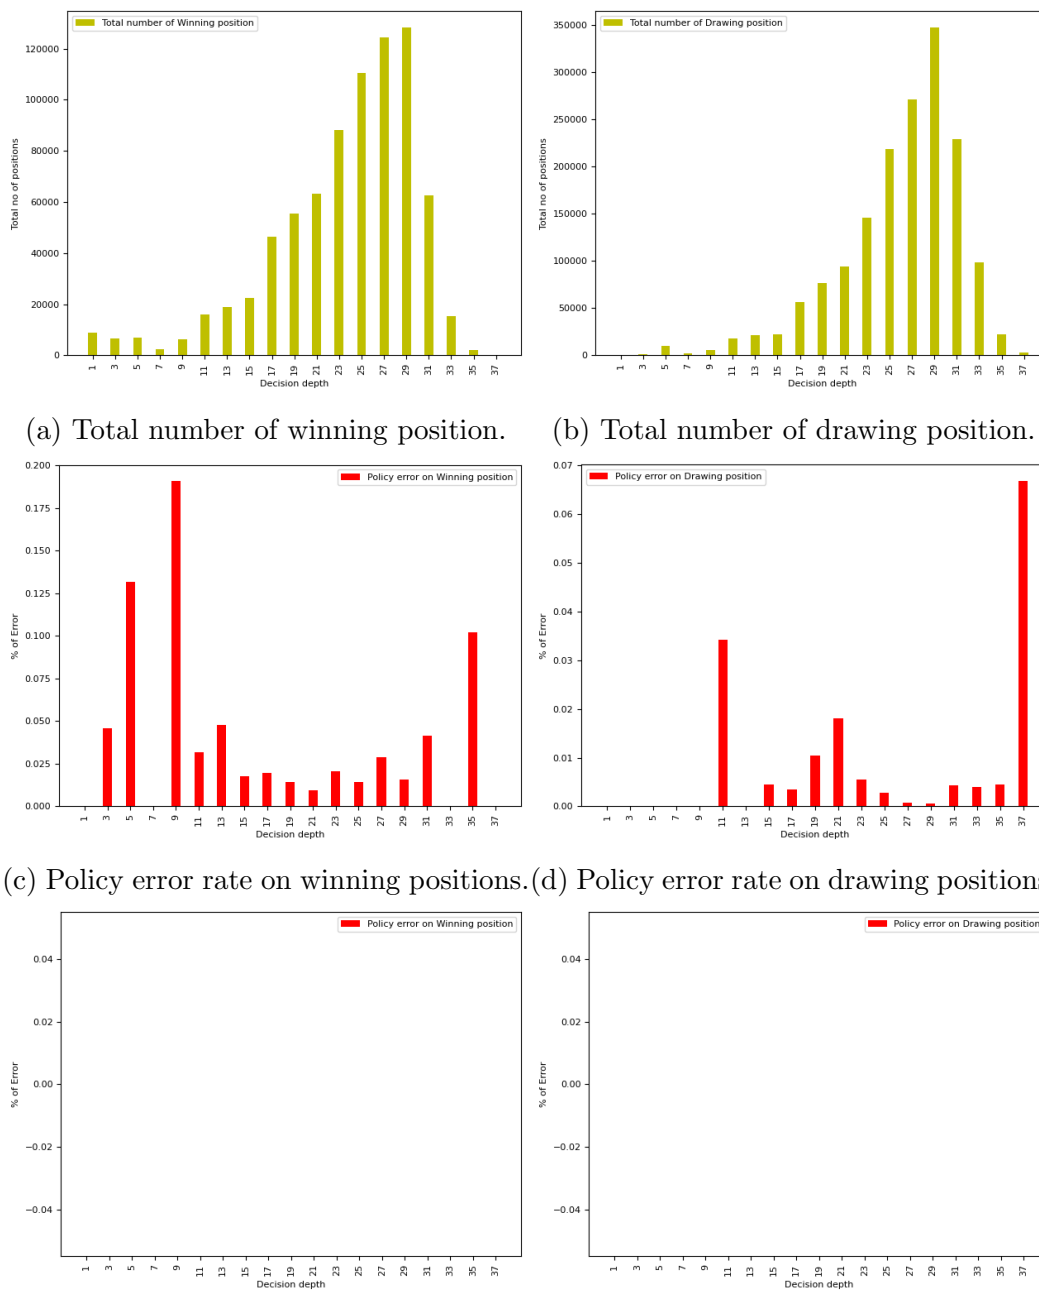 Total number of Winning position
Total no of positions
0
20000
40000
60000
80000
100000
120000
1 3 5 7 9 11 13 15 17 19 21 23 25 27 29 31 33 35 37
Decision depth
Total number of Drawing position
Total no of positions
0
50000
100000
150000
200000
250000
300000
350000
1 3 5 7 9 11 13 15 17 19 21 23 25 27 29 31 33 35 37
Decision depth
(a) Total number of winning position.
(b) Total number of drawing position.
Policy error on Winning position
% of Error
0.000
0.025
0.050
0.075
0.100
0.125
0.150
0.175
0.200
1 3 5 7 9 11 13 15 17 19 21 23 25 27 29 31 33 35 37
Decision depth
Policy error on Drawing position
% of Error
0.00
0.01
0.02
0.03
0.04
0.05
0.06
0.07
1 3 5 7 9 11 13 15 17 19 21 23 25 27 29 31 33 35 37
Decision depth
(c) Policy error rate on winning positions.
(d) Policy error rate on drawing positions
Policy error on Winning position
% of Error
0.04
0.02
0.00
−0.02
−0.04
1 3 5 7 9 11 13 15 17 19 21 23 25 27 29 31 33 35 37
Decision depth
Policy error on Drawing position
% of Error
0.04
0.02
0.00
−0.02
−0.04
1 3 5 7 9 11 13 15 17 19 21 23 25 27 29 31 33 35 37
Decision depth